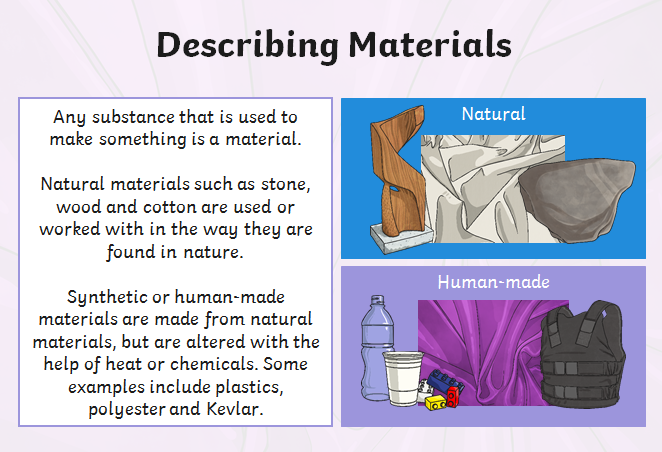 Describing Materials
Any substance that is used to
make something is a material.
Natural materials such as stone,
wood and cotton are used or
worked with in the way they are
found in nature.
Synthetic or human-made
materials are made from natural
materials, but are altered with the
help of heat or chemicals. Some
examples include plastics,
polyester and Kevlar.
Natural
Human-made